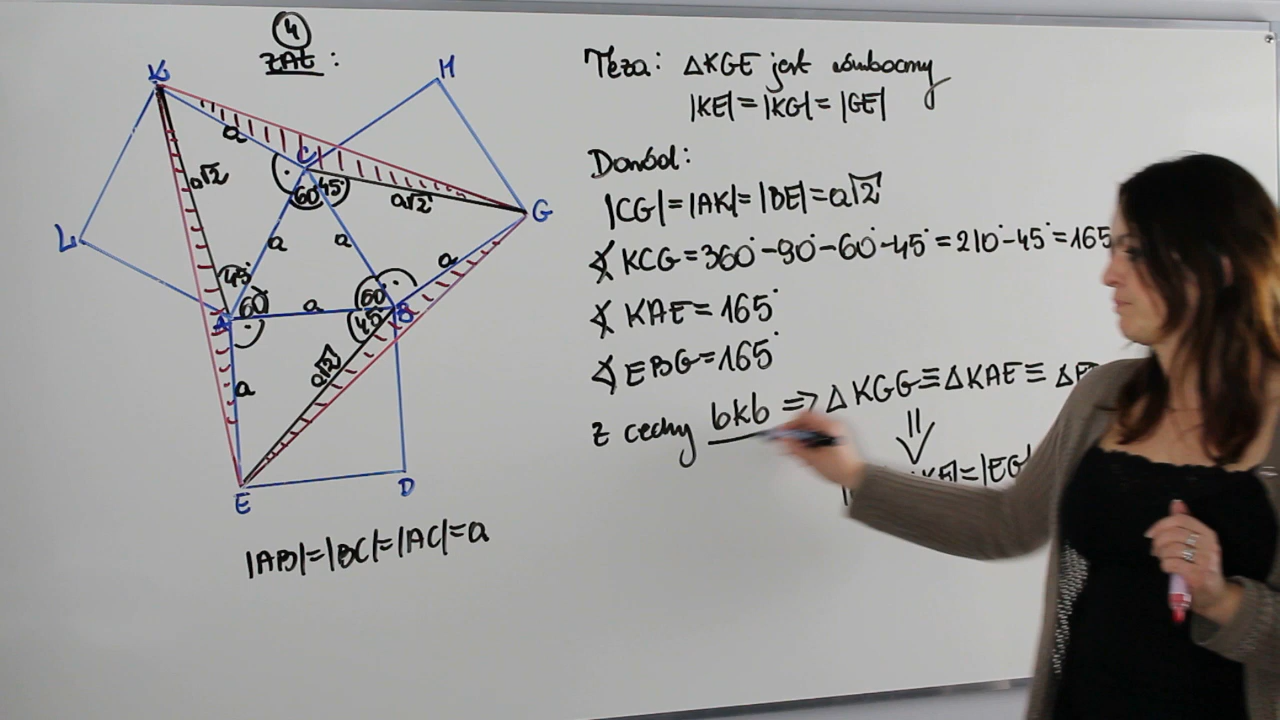 4
ZAŁ:
K
H
a
C
a√2
60° 45°
a√2
G
L
a
a
a
45°
60°
a
60°
A
B
45°
a
a√2
E
D
|AB|=|BC|=|AC|=a
Teza: ΔKGE jest równoboczny
|KE|=|KG|=|GE|
Dowód:
|CG|=|AK|=|BE|=a√2
∢ KCG=360°-90°-60°-45°=210°-45°=165
∢ KAE=165°
∢ EBG=165°
z cechy bkb => ΔKGG≡ΔKAE≡Δ
|=|EG|